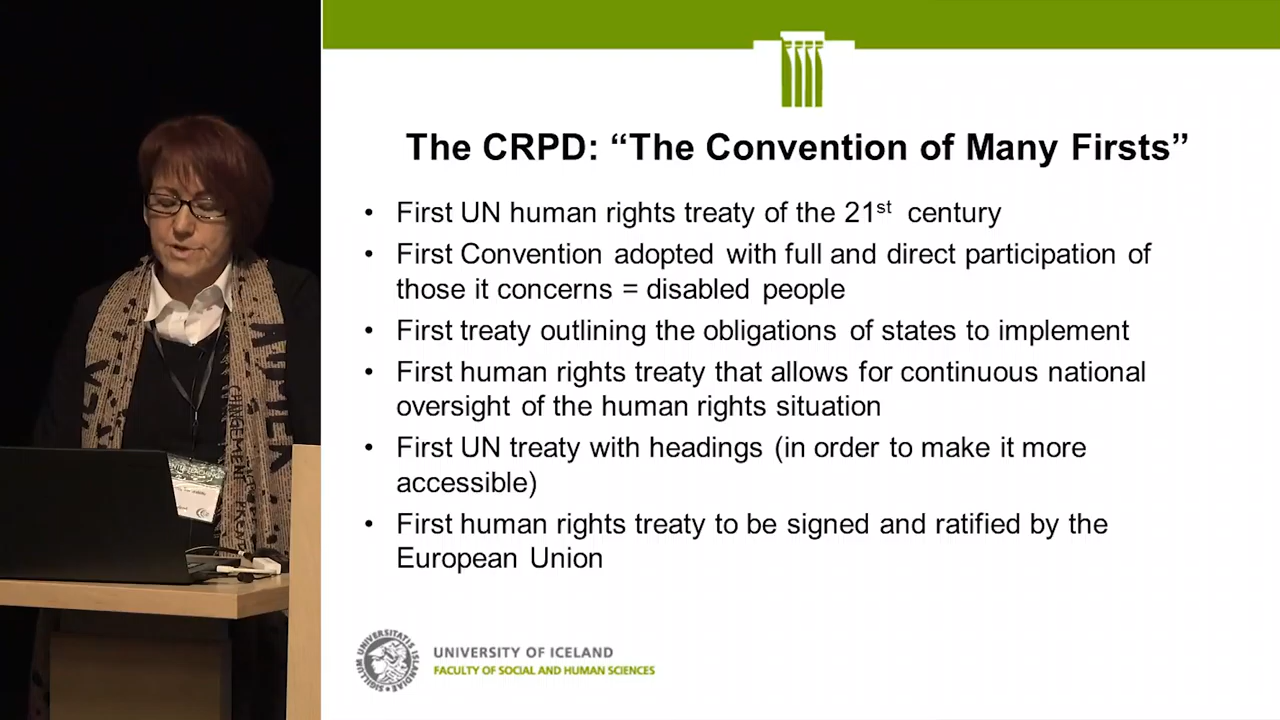 The CRPD: “The Convention of Many Firsts”
• First UN human rights treaty of the 21st century
• First Convention adopted with full and direct participation of
those it concerns = disabled people
• First treaty outlining the obligations of states to implement
• First human rights treaty that allows for continuous national
oversight of the human rights situation
• First UN treaty with headings (in order to make it more
accessible)
• First human rights treaty to be signed and ratified by the
European Union
SIGILLUM UNIVERSITATIS ISLANDIAE
UNIVERSITY OF ICELAND
FACULTY OF SOCIAL AND HUMAN SCIENCES